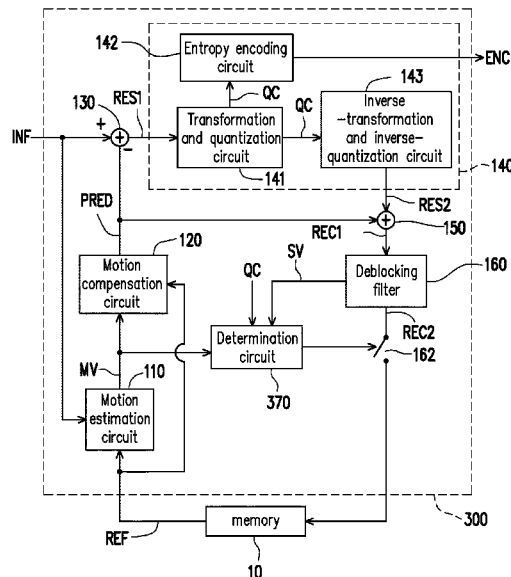 142
Entropy encoding
circuit
ENC
QC
QC
143
130
RES1
INF
+
+
−
Transformation
and quantization
circuit
141
Inverse
-transformation
and inverse-
quantization circuit
140
PRED
RES2
+
150
REC1
120
Motion
compensation
circuit
SV
QC
Deblocking
filter
160
REC2
Determination
circuit
370
162
MV
110
Motion
estimation
circuit
REF
memory
10
300